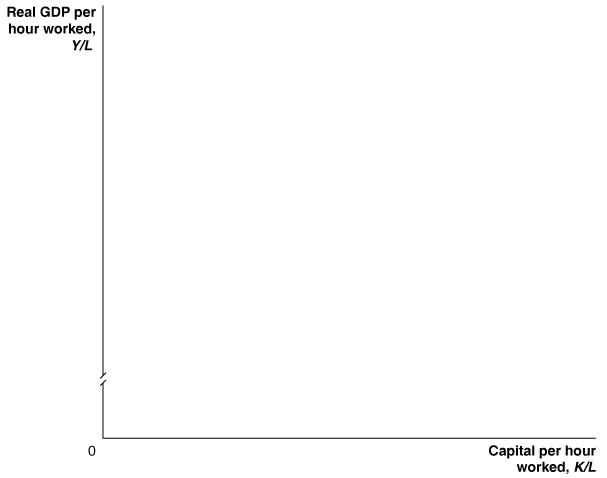 Real GDP per
hour worked,
Y/L
0
Capital per hour
worked, K/L